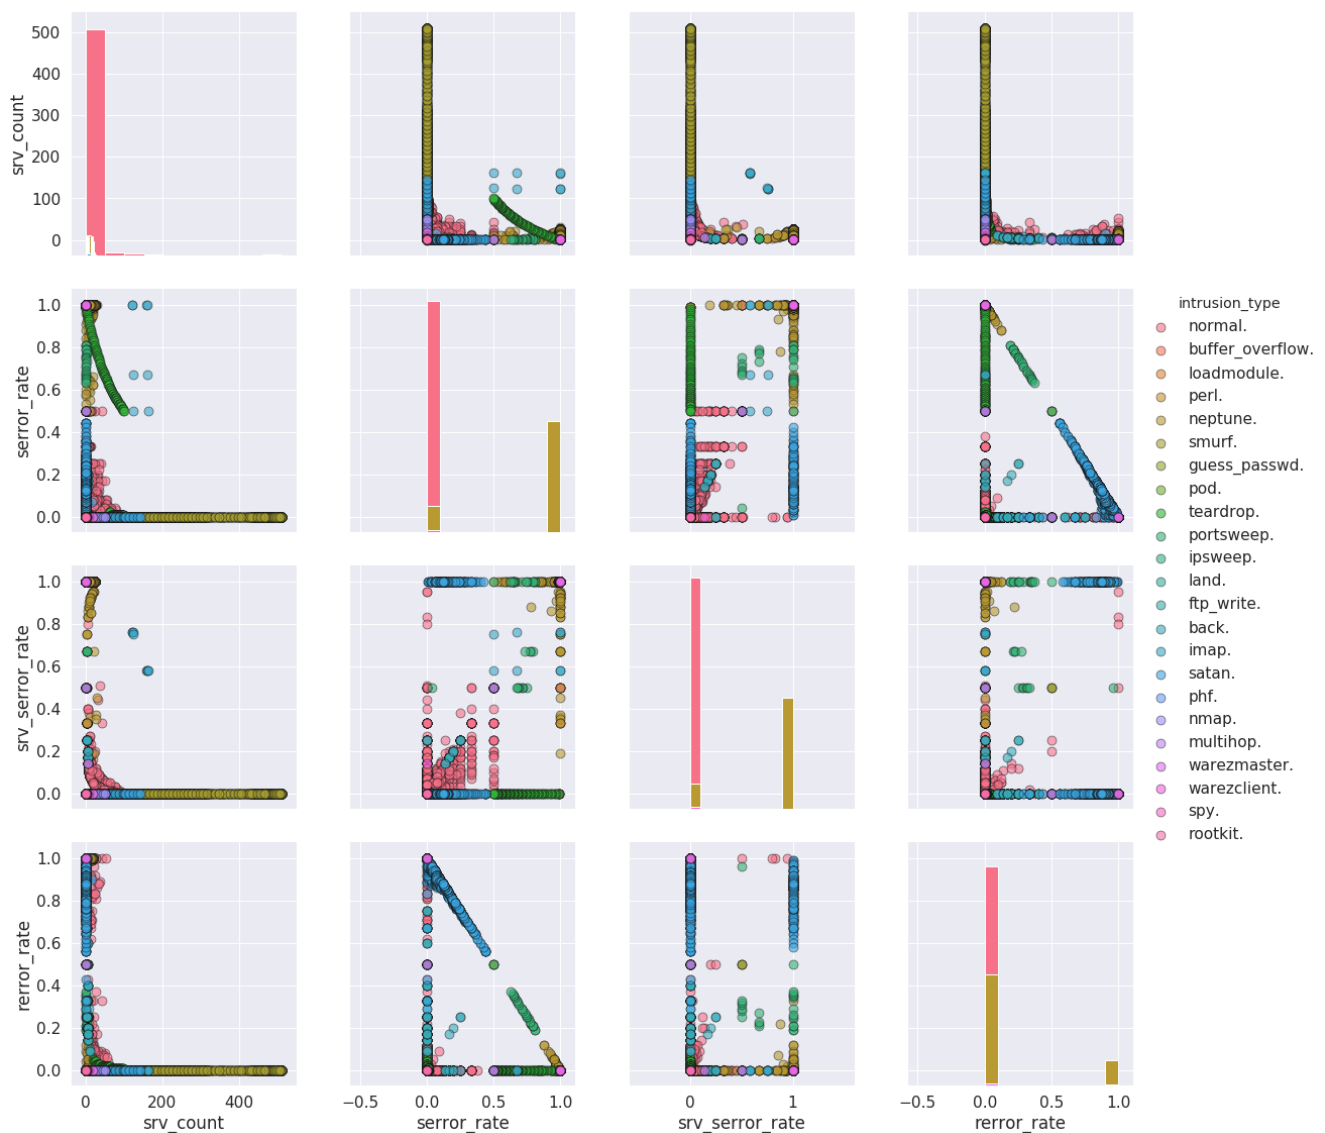 500
400
300
200
100
0
srv_count
1.0
0.8
0.6
0.4
0.2
0.0
serror_rate
1.0
0.8
0.6
0.4
0.2
0.0
srv_serror_rate
1.0
0.8
0.6
0.4
0.2
0.0
rerror_rate
0 200 400
srv_count
−0.5 0.0 0.5 1.0
serror_rate
0 1
srv_serror_rate
−0.5 0.0 0.5 1.0
rerror_rate
intrusion_type
normal.
buffer_overflow.
loadmodule.
perl.
neptune.
smurf.
guess_passwd.
pod.
teardrop.
portsweep.
ipsweep.
land.
ftp_write.
back.
imap.
satan.
phf.
nmap.
multihop.
warezmaster.
warezclient.
spy.
rootkit.